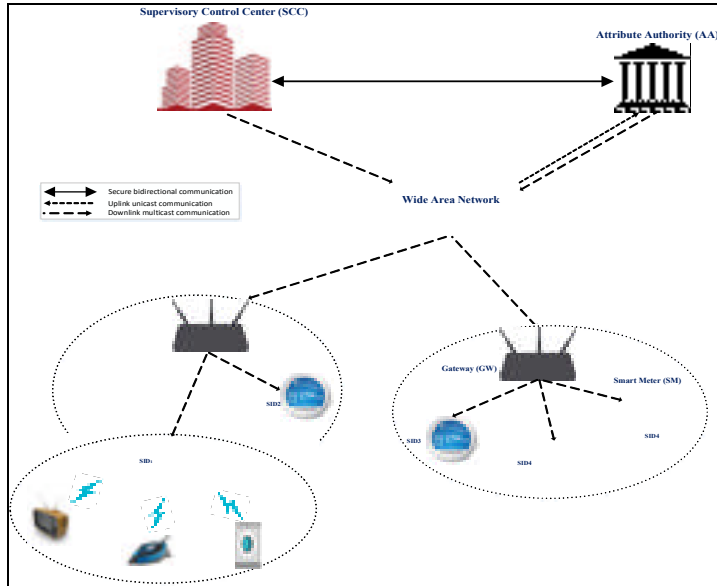 Supervisory Control Center (SCC)
Attribute Authority (AA)
Secure bidirectional communication
Uplink unicast communication
Downlink multicast communication
Wide Area Network
Gateway (GW)
Smart Meter (SM)
SID2
SID3
SID4
SID4
SID1